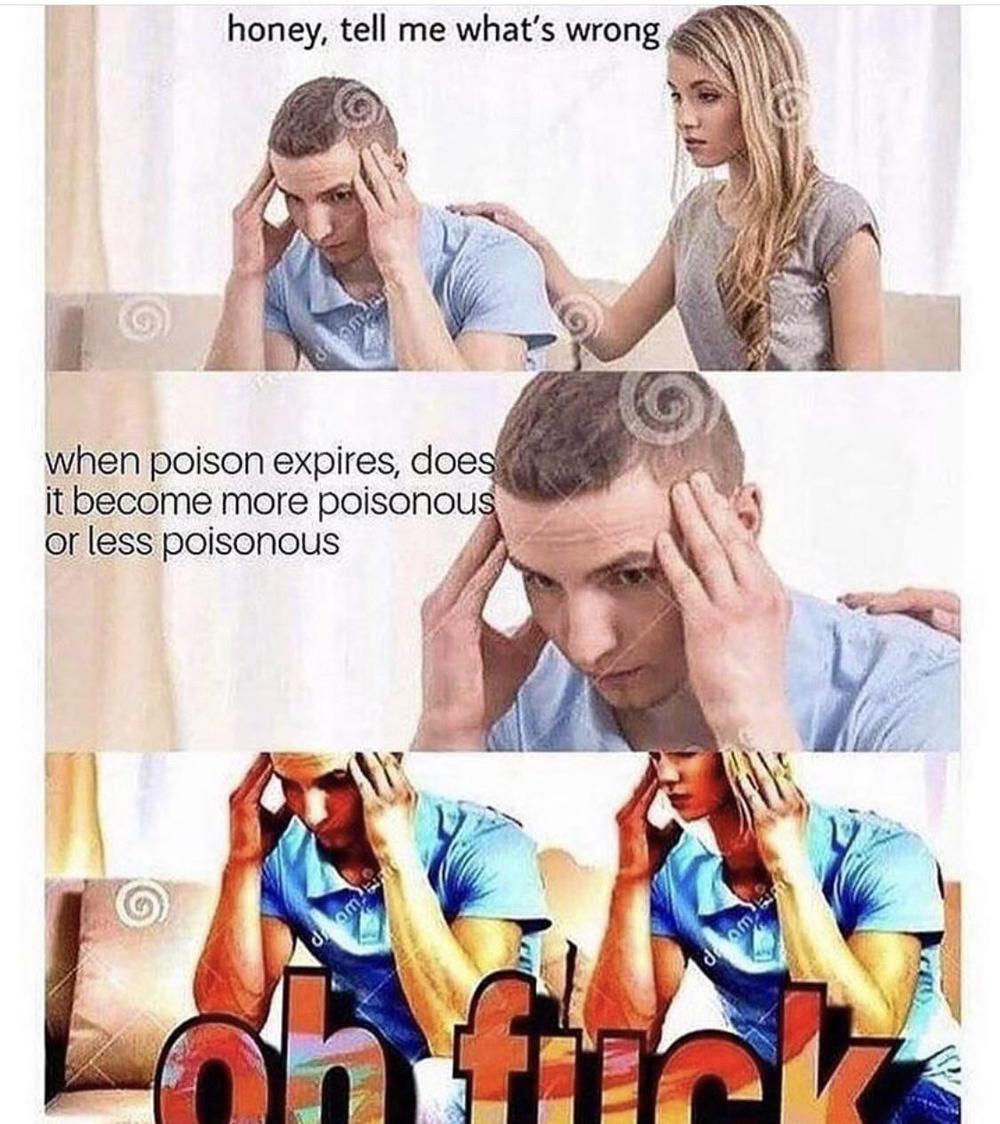 honey, tell me what's wrong
when poison expires, does
it become more poisonous
or less poisonous
oh fuck